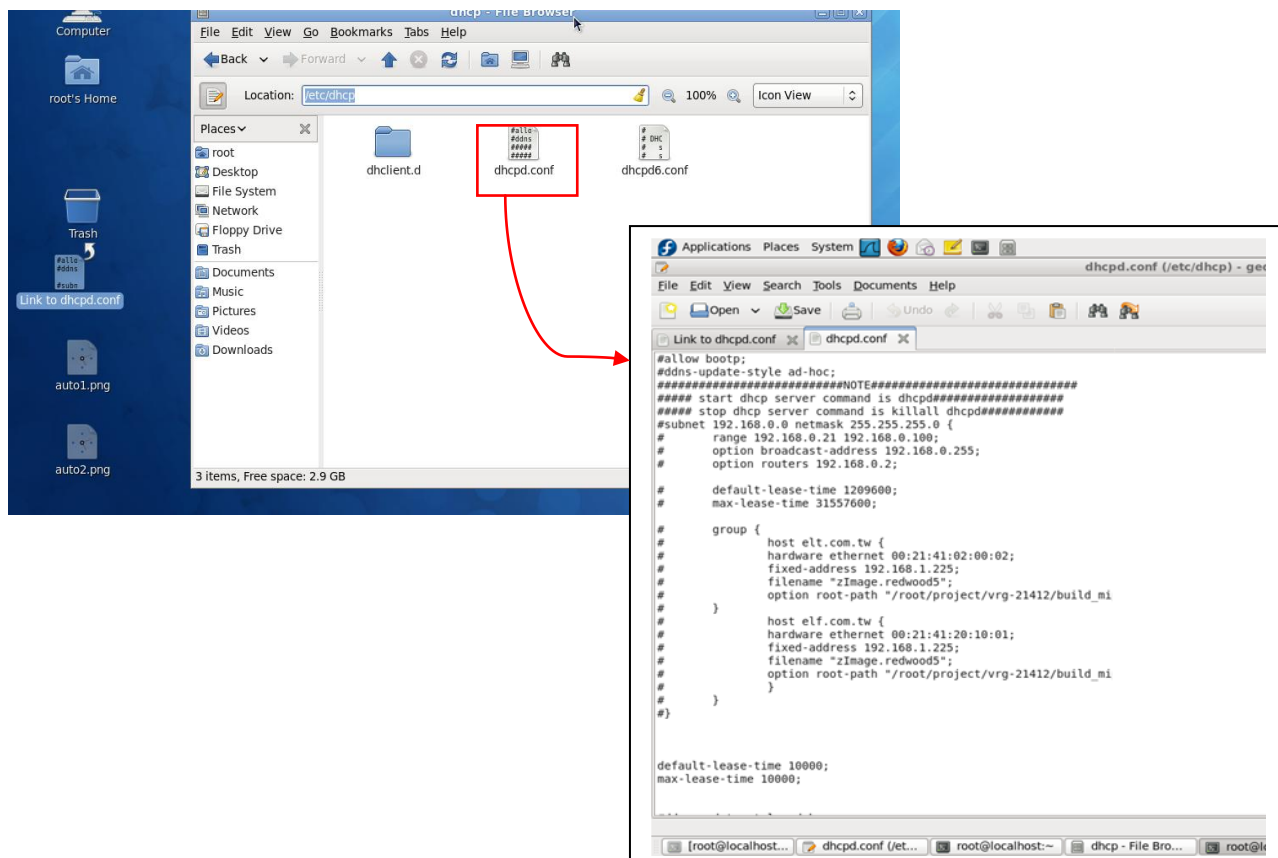 Computer
root's Home
Trash
#allo
#ddns
#subn
Link to dhcpd.conf
auto1.png
auto2.png
dhcp - File Browser
File Edit View Go Bookmarks Tabs Help
Back Forward
Location: /etc/dhcp 100% Icon View
Places
root
Desktop
File System
Network
Floppy Drive
Trash
Documents
Music
Pictures
Videos
Downloads
dhclient.d
#allo
#ddns
#####
#####
dhcpd.conf
#
# DHC
# s
# s
dhcpd6.conf
3 items, Free space: 2.9 GB
Applications Places System
dhcpd.conf (/etc/dhcp) - ged
File Edit View Search Tools Documents Help
Open Save Undo
Link to dhcpd.conf dhcpd.conf
#allow bootp;
#ddns-update-style ad-hoc;
###########################NOTE##############################
##### start dhcp server command is dhcpd###################
##### stop dhcp server command is killall dhcpd############
#subnet 192.168.0.0 netmask 255.255.255.0 {
# range 192.168.0.21 192.168.0.100;
# option broadcast-address 192.168.0.255;
# option routers 192.168.0.2;
# default-lease-time 1209600;
# max-lease-time 31557600;
# group {
# host elt.com.tw {
# hardware ethernet 00:21:41:02:00:02;
# fixed-address 192.168.1.225;
# filename "zImage.redwood5";
# option root-path "/root/project/vrg-21412/build_mi
# }
# host elf.com.tw {
# hardware ethernet 00:21:41:20:10:01;
# fixed-address 192.168.1.225;
# filename "zImage.redwood5";
# option root-path "/root/project/vrg-21412/build_mi
# }
# }
#}
default-lease-time 10000;
max-lease-time 10000;
[root@localhost... dhcpd.conf (/et... root@localhost:~ dhcp - File Bro... root@lo